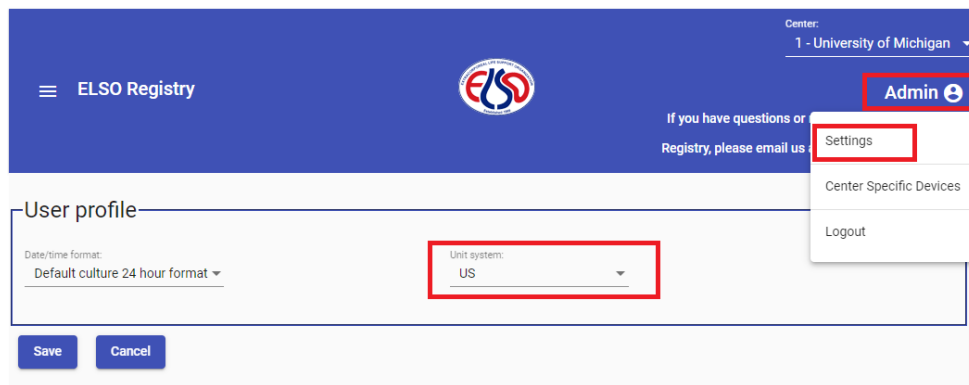 Center:
1 - University of Michigan
ELSO Registry
ELSO
Admin
If you have questions or
Registry, please email us
Settings
Center Specific Devices
Logout
User profile
Date/time format:
Default culture 24 hour format
Unit system:
US
Save
Cancel